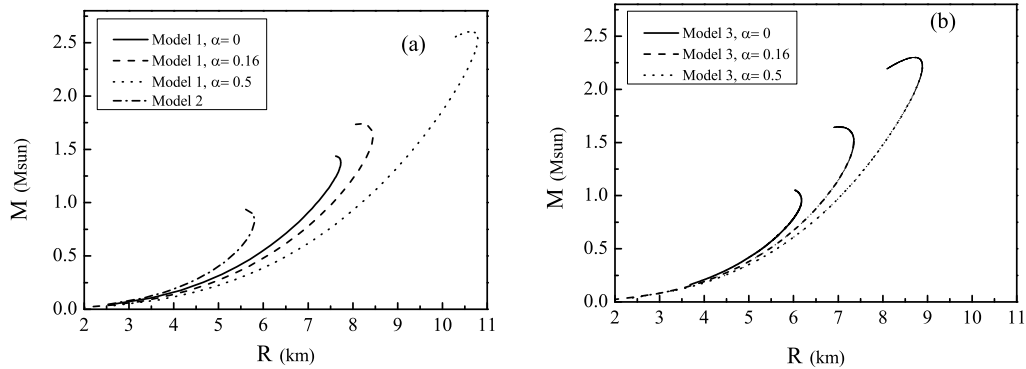 (a)
Model 1, α= 0
Model 1, α= 0.16
Model 1, α= 0.5
Model 2
2.5
2.0
1.5
1.0
0.5
0.0
M (Msun)
2 3 4 5 6 7 8 9 10 11
R (km)
(b)
Model 3, α= 0
Model 3, α= 0.16
Model 3, α= 0.5
2.5
2.0
1.5
1.0
0.5
0.0
M (Msun)
2 3 4 5 6 7 8 9 10 11
R (km)